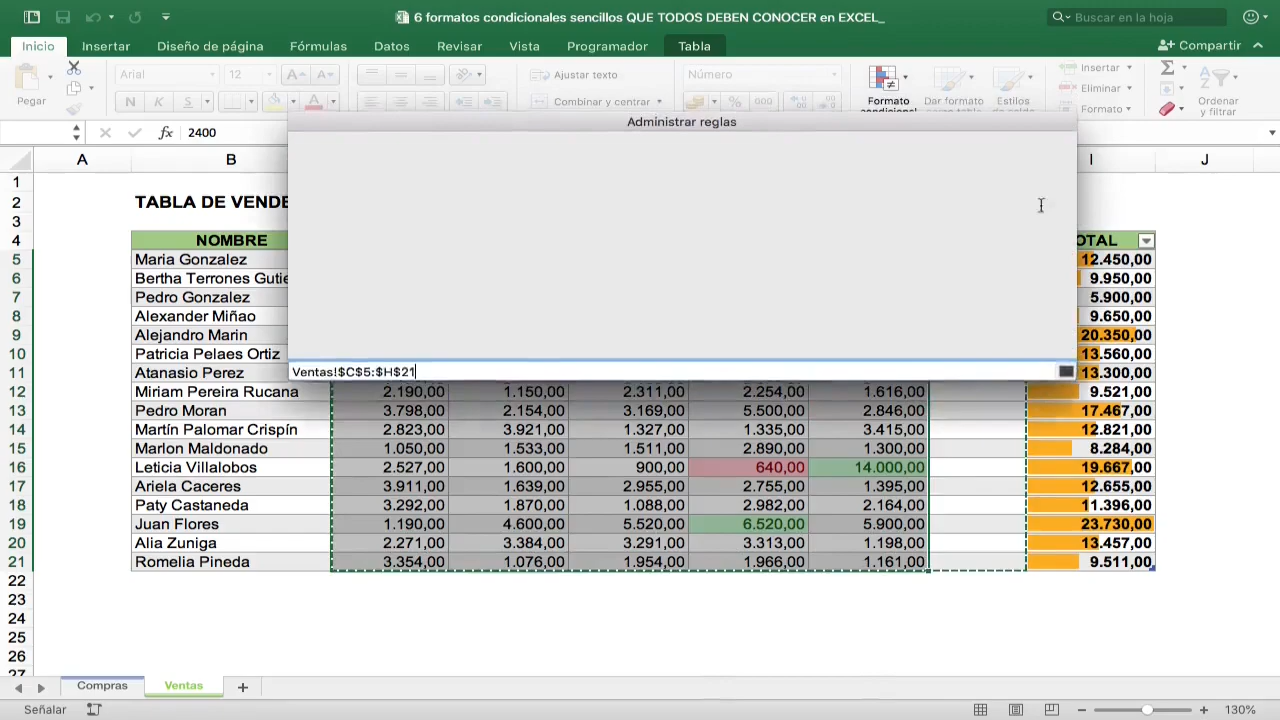 6 formatos condicionales sencillos QUE TODOS DEBEN CONOCER en EXCEL_
Buscar en la hoja
Inicio Insertar Diseño de página Fórmulas Datos Orden Revisar Vista Programador Tabla Compartir
Pegar Arial 12 Ajustar texto Combinar y centrar Número Formato condicional Dar formato Estilos Insertar Eliminar Formato Ordenar y filtrar
fx 2400
Administrar reglas
A B I J
1
2 TABLA DE VENDE
3
4 NOMBRE OTAL
5 Maria Gonzalez 12.450,00
6 Bertha Terrones Gutie 9.950,00
7 Pedro Gonzalez 5.900,00
8 Alexander Miñao 9.650,00
9 Alejandro Marin 20.350,00
10 Patricia Pelaes Ortiz 13.560,00
11 Atanasio Perez Ventas!$C$5:$H$21 13.300,00
12 Miriam Pereira Rucana 2.190,00 1.150,00 2.311,00 2.254,00 1.616,00 9.521,00
13 Pedro Moran 3.798,00 2.154,00 3.169,00 5.500,00 2.846,00 17.467,00
14 Martín Palomar Crispín 2.823,00 3.921,00 1.327,00 1.335,00 3.415,00 12.821,00
15 Marlon Maldonado 1.050,00 1.533,00 1.511,00 2.890,00 1.300,00 8.284,00
16 Leticia Villalobos 2.527,00 1.600,00 900,00 640,00 14.000,00 19.667,00
17 Ariela Caceres 3.911,00 1.639,00 2.955,00 2.755,00 1.395,00 12.655,00
18 Paty Castaneda 3.292,00 1.870,00 1.088,00 2.982,00 2.164,00 11.396,00
19 Juan Flores 1.190,00 4.600,00 5.520,00 6.520,00 5.900,00 23.730,00
20 Alia Zuniga 2.271,00 3.384,00 3.291,00 3.313,00 1.198,00 13.457,00
21 Romelia Pineda 3.354,00 1.076,00 1.954,00 1.966,00 1.161,00 9.511,00
22
23
24
25
26
27
Compras Ventas +
Señalar 130%